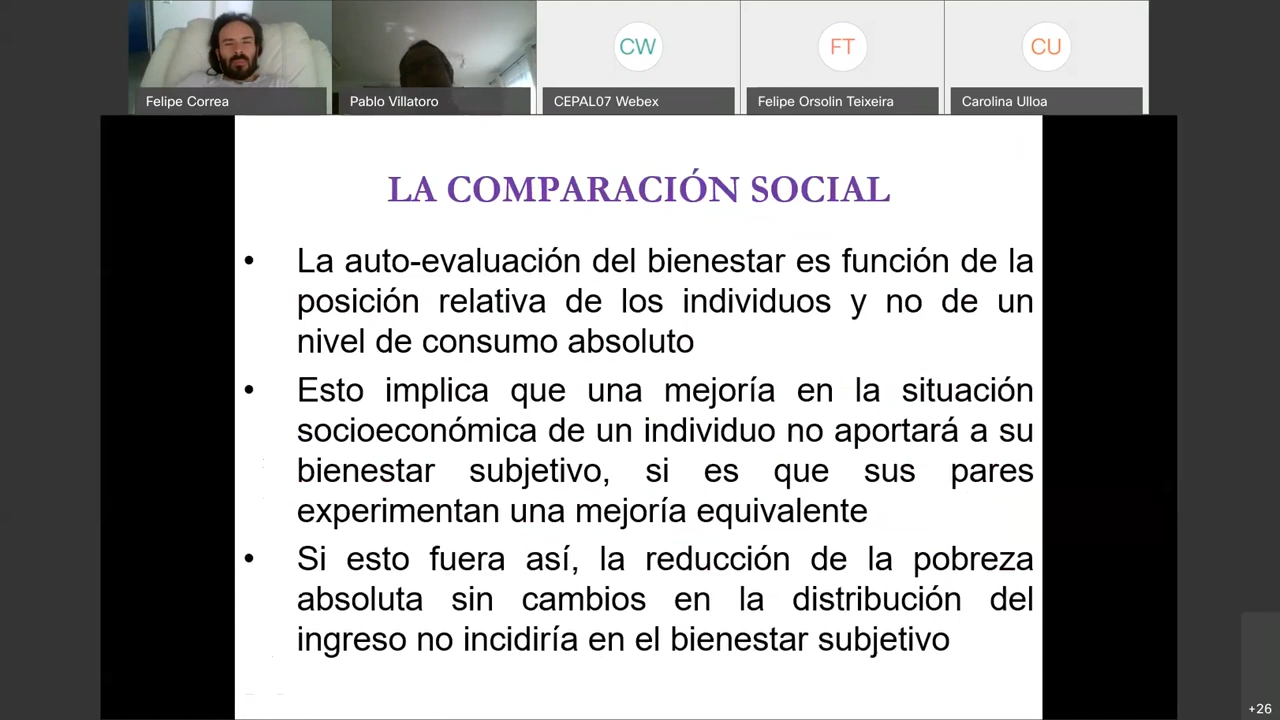 CW
FT
CU
Felipe Correa
Pablo Villatoro
CEPAL07 Webex
Felipe Orsolin Teixeira
Carolina Ulloa
LA COMPARACIÓN SOCIAL
• La auto-evaluación del bienestar es función de la
posición relativa de los individuos y no de un
nivel de consumo absoluto
• Esto implica que una mejoría en la situación
socioeconómica de un individuo no aportará a su
bienestar subjetivo, si es que sus pares
experimentan una mejoría equivalente
• Si esto fuera así, la reducción de la pobreza
absoluta sin cambios en la distribución del
ingreso no incidiría en el bienestar subjetivo
+26